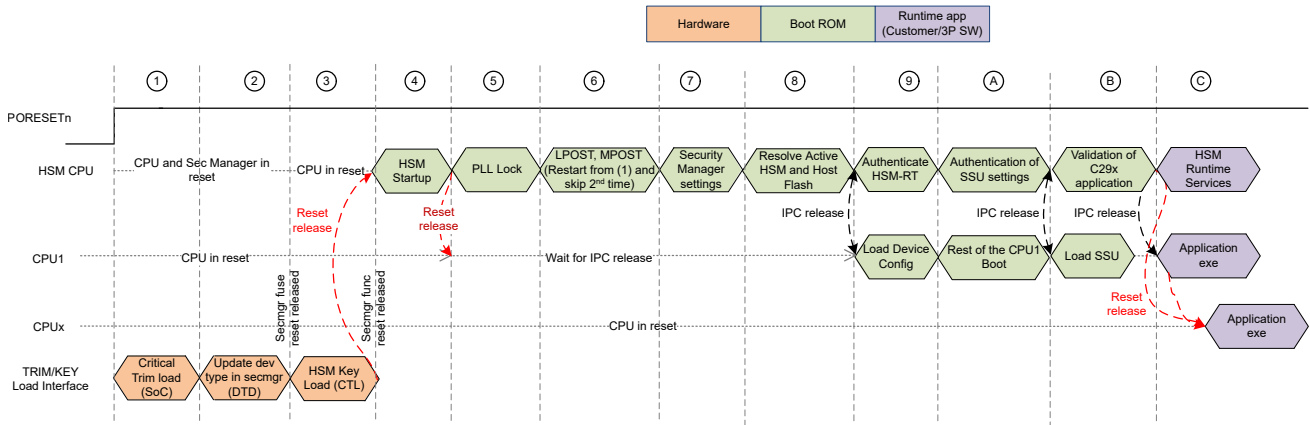 Hardware
Boot ROM
Runtime app
(Customer/3P SW)
1
2
3
4
5
6
7
8
9
A
B
C
PORESETn
HSM CPU
CPU and Sec Manager in
reset
CPU in reset
HSM
Startup
PLL Lock
LPOST, MPOST
(Restart from (1) and
skip 2nd time)
Security
Manager
settings
Resolve Active
HSM and Host
Flash
Authenticate
HSM-RT
Authentication of
SSU settings
Validation of
C29x
application
HSM
Runtime
Services
Reset
release
Reset
release
IPC release
IPC release
IPC release
CPU1
CPU in reset
Wait for IPC release
Load Device
Config
Rest of the CPU1
Boot
Load SSU
Application
exe
Secmgr fuse
reset released
Secmgr func
reset released
Reset
release
CPUx
CPU in reset
Application
exe
TRIM/KEY
Load Interface
Critical
Trim load
(SoC)
Update dev
type in secmgr
(DTD)
HSM Key
Load (CTL)